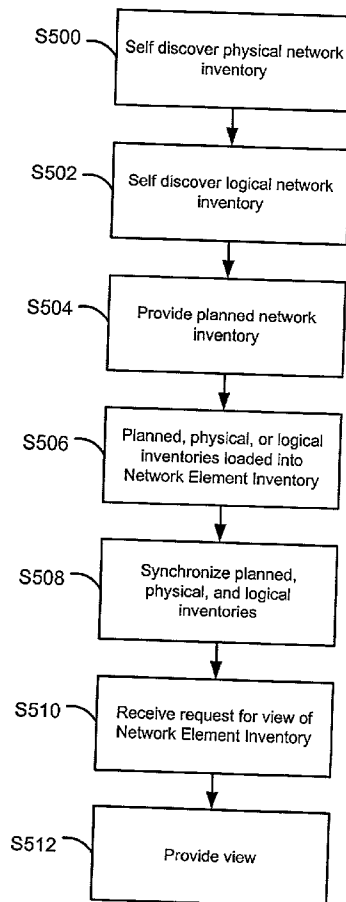 S500
Self discover physical network
inventory
S502
Self discover logical network
inventory
S504
Provide planned network
inventory
S506
Planned, physical, or logical
inventories loaded into
Network Element Inventory
S508
Synchronize planned,
physical, and logical
inventories
S510
Receive request for view of
Network Element Inventory
S512
Provide view